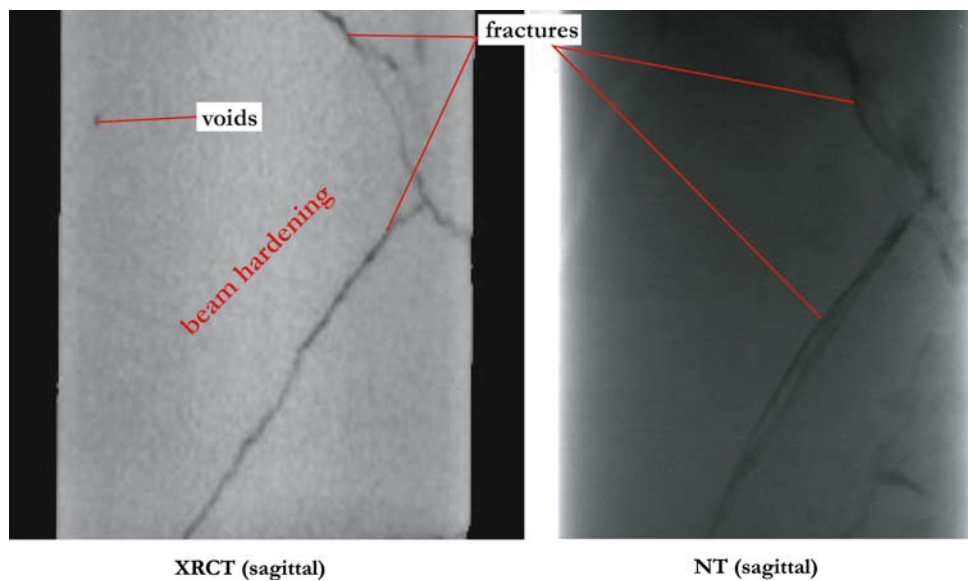 fractures
voids
beam hardening
XRCT (sagittal)
NT (sagittal)